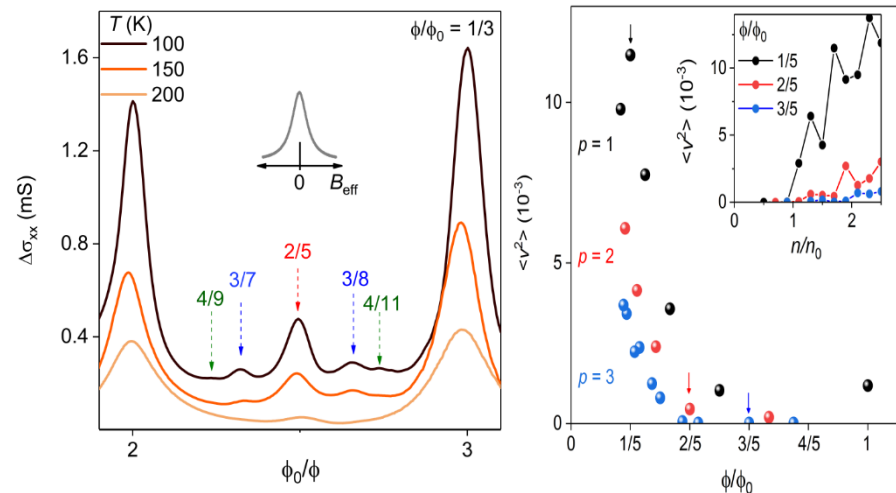 T (K)
100
150
200
ϕ/ϕ₀ = 1/3
1.6
1.2
0.8
0.4
Δσxx (mS)
0
Beff
4/9
3/7
2/5
3/8
4/11
2
3
ϕ₀/ϕ
10
5
0
<v²> (10⁻³)
p = 1
p = 2
p = 3
0
1/5
2/5
3/5
4/5
1
ϕ/ϕ₀
ϕ/ϕ₀
1/5
2/5
3/5
10
5
0
<v²> (10⁻³)
0
1
2
n/n₀